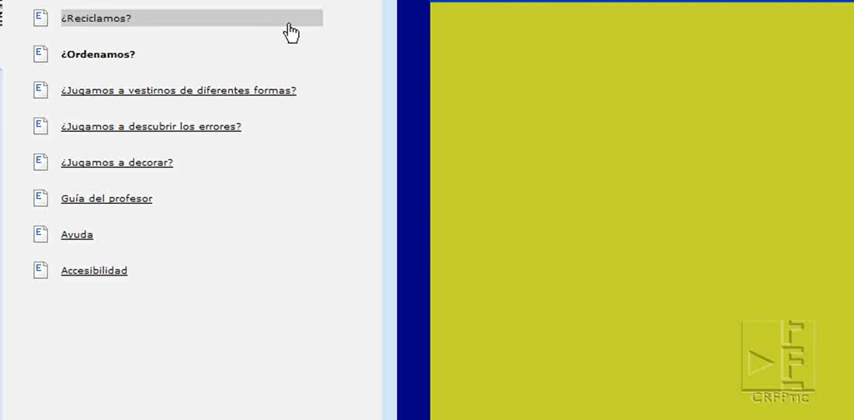 ¿Reciclamos?
¿Ordenamos?
¿Jugamos a vestirnos de diferentes formas?
¿Jugamos a descubrir los errores?
¿Jugamos a decorar?
Guía del profesor
Ayuda
Accesibilidad
CRFPTIC